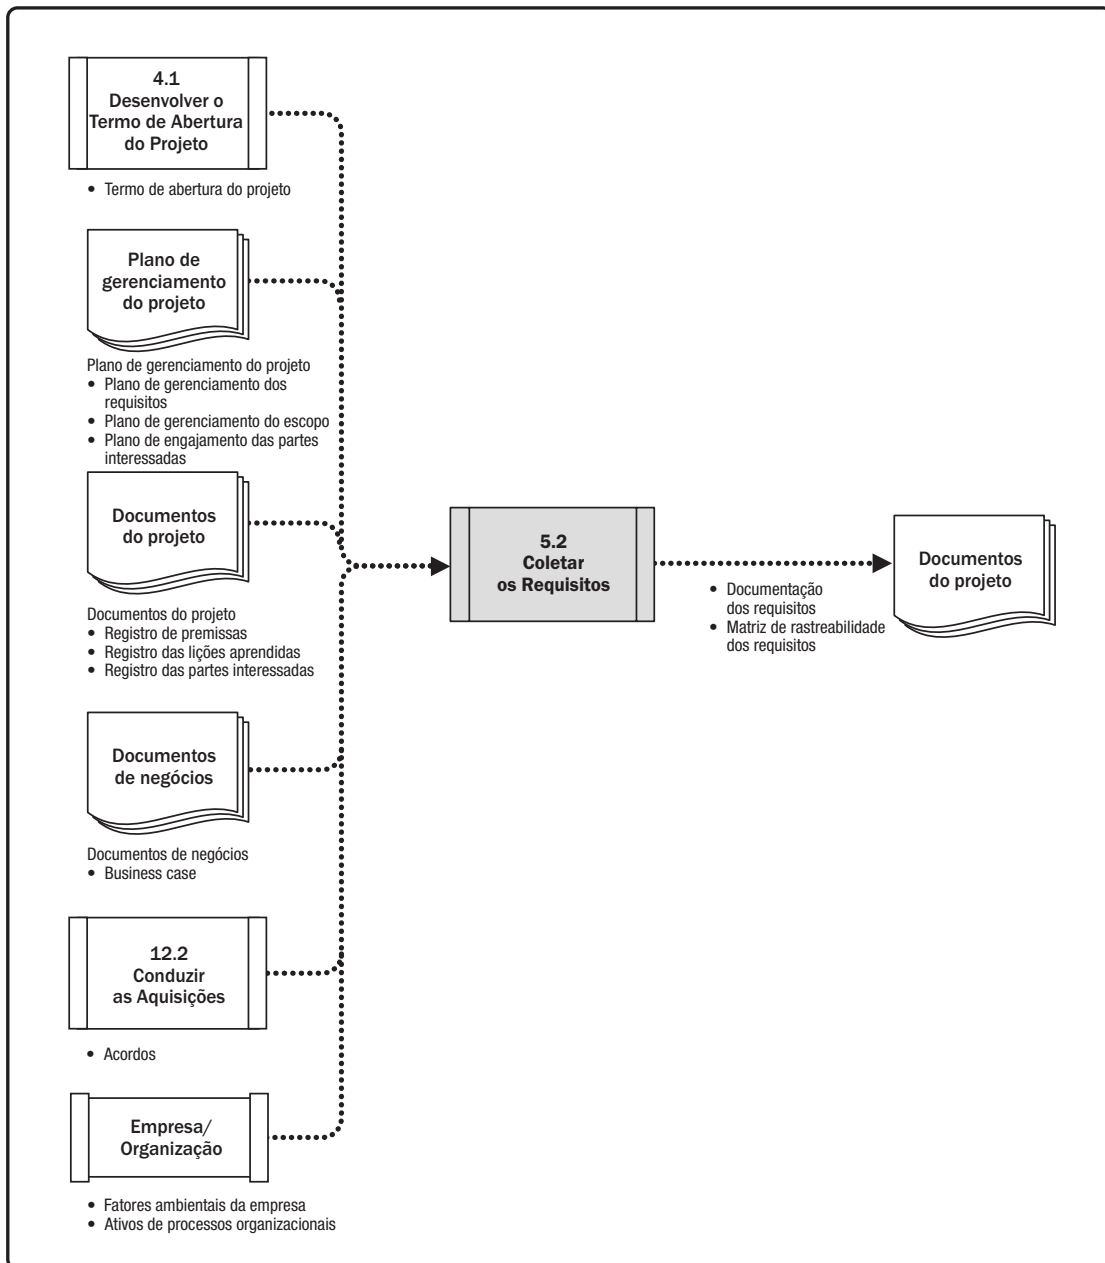 4.1
Desenvolver o
Termo de Abertura
do Projeto
• Termo de abertura do projeto
Plano de
gerenciamento
do projeto
Plano de gerenciamento do projeto
• Plano de gerenciamento dos
requisitos
• Plano de gerenciamento do escopo
• Plano de engajamento das partes
interessadas
Documentos
do projeto
Documentos do projeto
• Registro de premissas
• Registro das lições aprendidas
• Registro das partes interessadas
Documentos
de negócios
Documentos de negócios
• Business case
12.2
Conduzir
as Aquisições
• Acordos
Empresa/
Organização
• Fatores ambientais da empresa
• Ativos de processos organizacionais
5.2
Coletar
os Requisitos
• Documentação
dos requisitos
• Matriz de rastreabilidade
dos requisitos
Documentos
do projeto